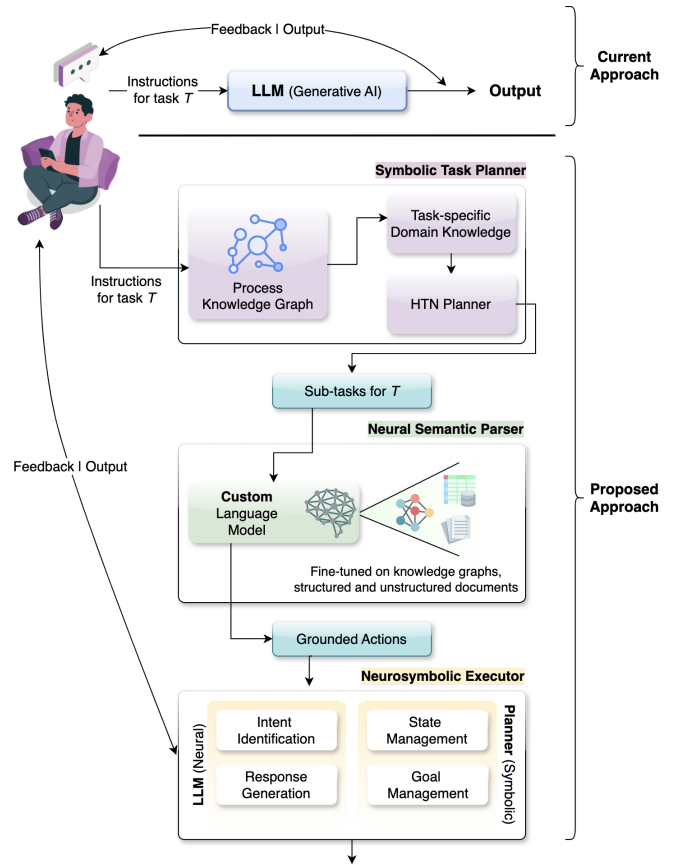 Feedback | Output
Current
Approach
Instructions
for task T
LLM (Generative AI)
Output
Symbolic Task Planner
Process
Knowledge Graph
Task-specific
Domain Knowledge
HTN Planner
Instructions
for task T
Sub-tasks for T
Neural Semantic Parser
Feedback | Output
Custom
Language
Model
Fine-tuned on knowledge graphs,
structured and unstructured documents
Proposed
Approach
Grounded Actions
Neurosymbolic Executor
LLM (Neural)
Intent
Identification
Response
Generation
State
Management
Goal
Management
Planner (Symbolic)